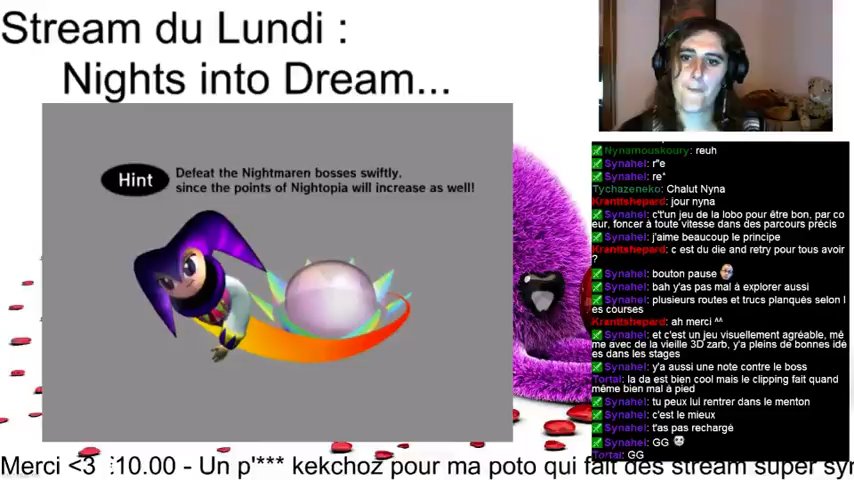 Stream du Lundi :
Nights into Dream...
Hint
Defeat the Nightmaren bosses swiftly.
since the points of Nightopia will increase as well!
Nynamouskoury: reuh
Synahel: r"e
Synahel: re*
Tychazeneko: Chalut Nyna
Kranttshepard: jour nyna
Synahel: c't'un jeu de la lobo pour être bon, par co
eur, foncer à toute vitesse dans des parcours précis
Synahel: j'aime beaucoup le principe
Kranttshepard: c est du die and retry pour tous avoir
?
Synahel: bouton pause
Synahel: bah y'as pas mal à explorer aussi
Synahel: plusieurs routes et trucs planqués selon l
es courses
Kranttshepard: ah merci ^^
Synahel: et c'est un jeu visuellement agréable, mê
me avec de la vieille 3D zarb, y'a pleins de bonnes idé
es dans les stages
Synahel: y'a aussi une note contre le boss
Tortal: la da est bien cool mais le clipping fait quand
même bien mal à pied
Synahel: tu peux lui rentrer dans le menton
Synahel: c'est le mieux
Synahel: t'as pas rechargé
Synahel: GG
Tortal: GG
Merci <3 €10.00 - Un p'*** kekchoz pour ma poto qui fait des stream super syr